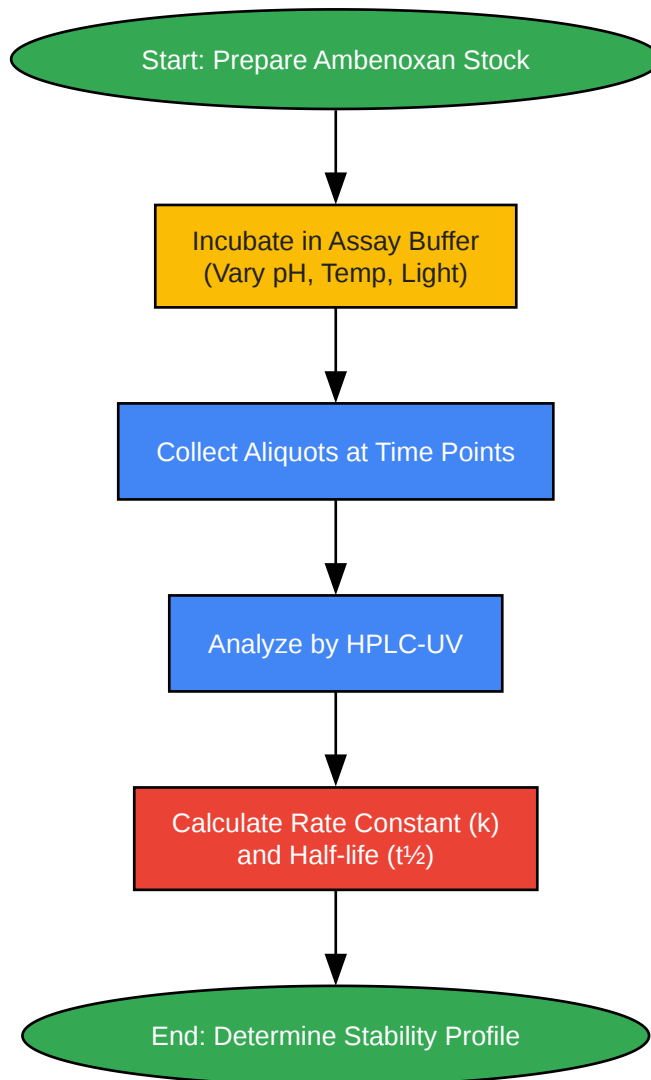 Start: Prepare Ambenoxan Stock
Incubate in Assay Buffer
(Vary pH, Temp, Light)
Collect Aliquots at Time Points
Analyze by HPLC-UV
Calculate Rate Constant (k)
and Half-life (t½)
End: Determine Stability Profile